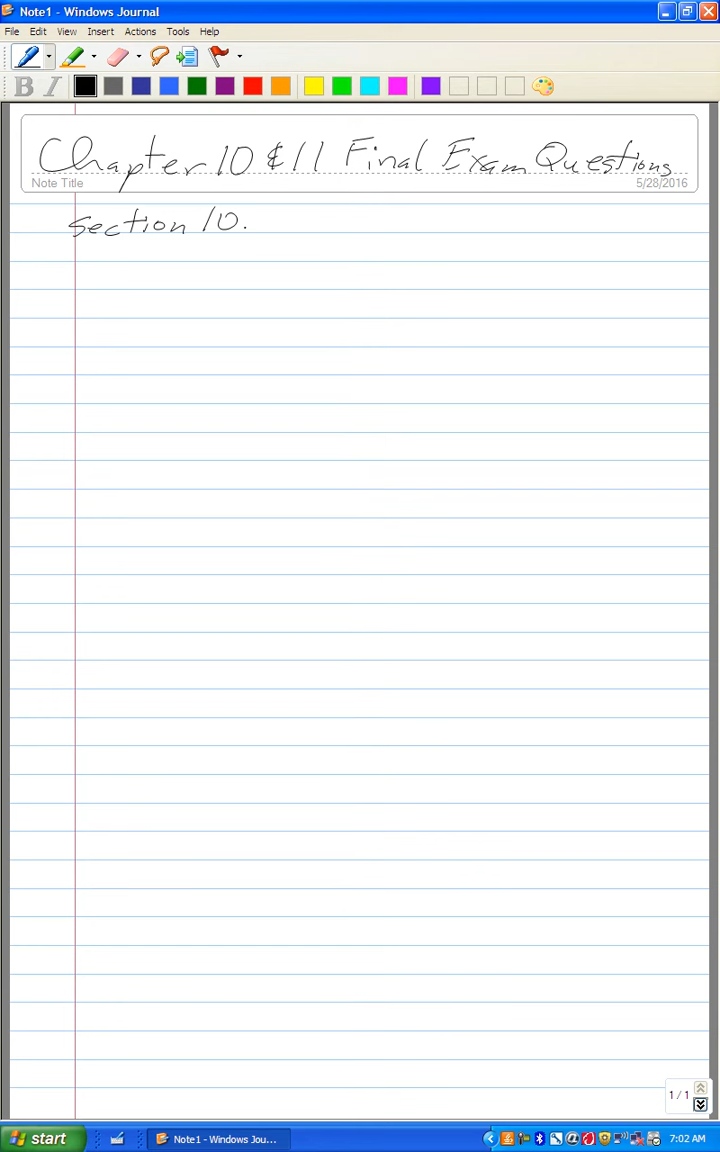 Note1 - Windows Journal
File Edit View Insert Actions Tools Help
B I
Chapter 10 & 11 Final Exam Questions
Note Title 5/28/2016
section 10.
1 / 1
start Note1 - Windows Jou... 7:02 AM